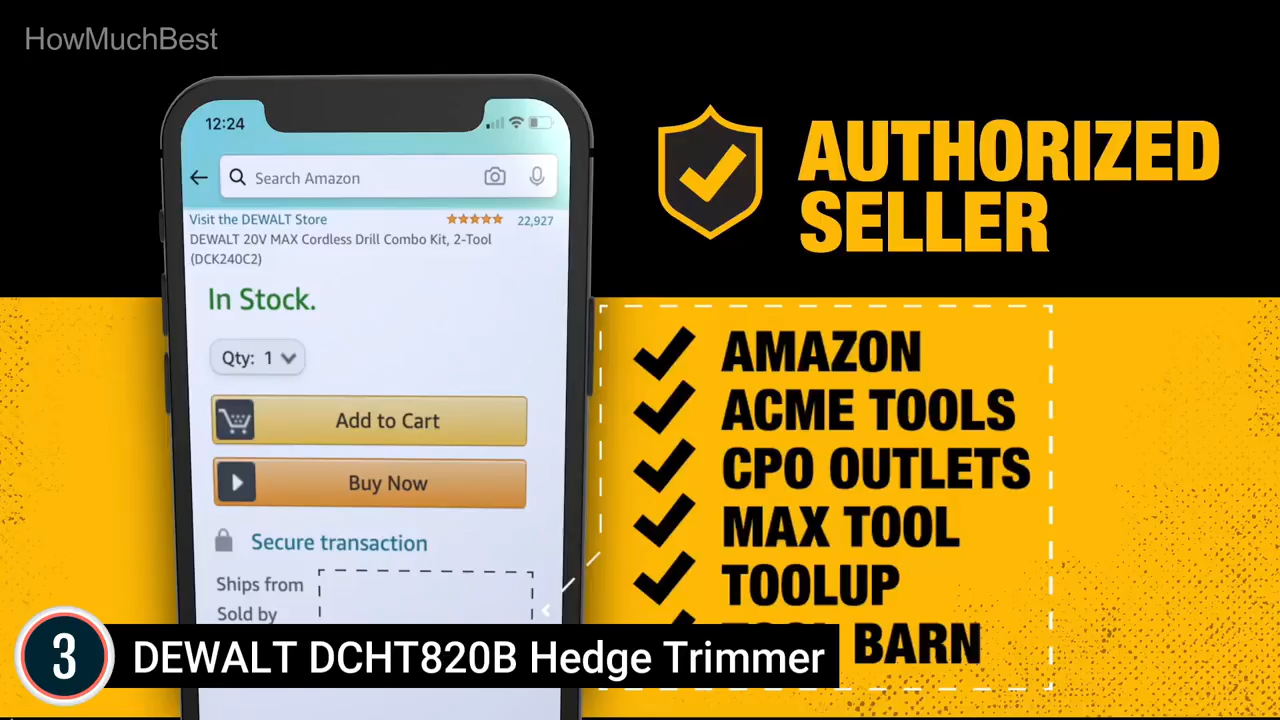 HowMuchBest
12:24
Search Amazon
Visit the DEWALT Store
22,927
DEWALT 20V MAX Cordless Drill Combo Kit, 2-Tool
(DCK240C2)
In Stock.
Qty: 1
Add to Cart
Buy Now
Secure transaction
Ships from
Sold by
AUTHORIZED
SELLER
AMAZON
ACME TOOLS
CPO OUTLETS
MAX TOOL
TOOLUP
BARN
3
DEWALT DCHT820B Hedge Trimmer